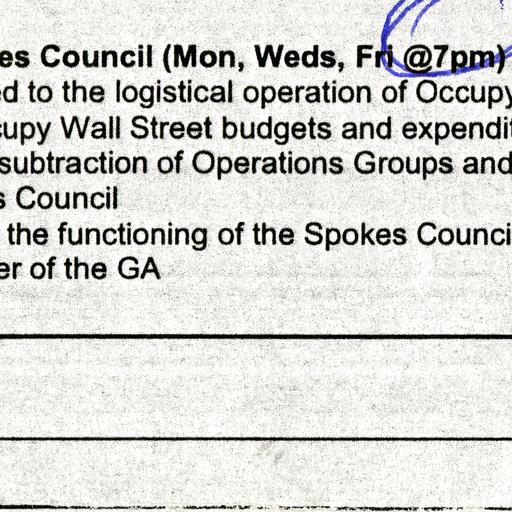 es Council (Mon, Weds, Fri @7pm)
ed to the logistical operation of Occupy
cupy Wall Street budgets and expendit
subtraction of Operations Groups and
s Council
the functioning of the Spokes Counci
er of the GA